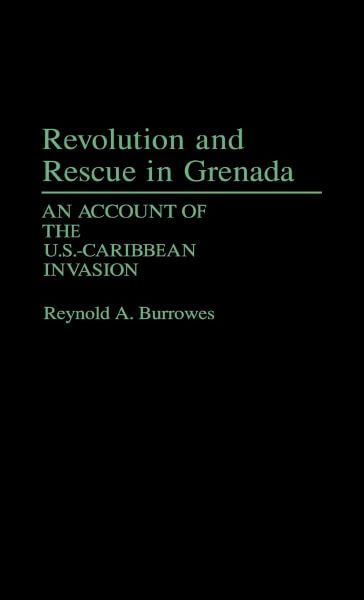 Revolution and
Rescue in Grenada
AN ACCOUNT OF
THE
U.S.-CARIBBEAN
INVASION
Reynold A. Burrowes